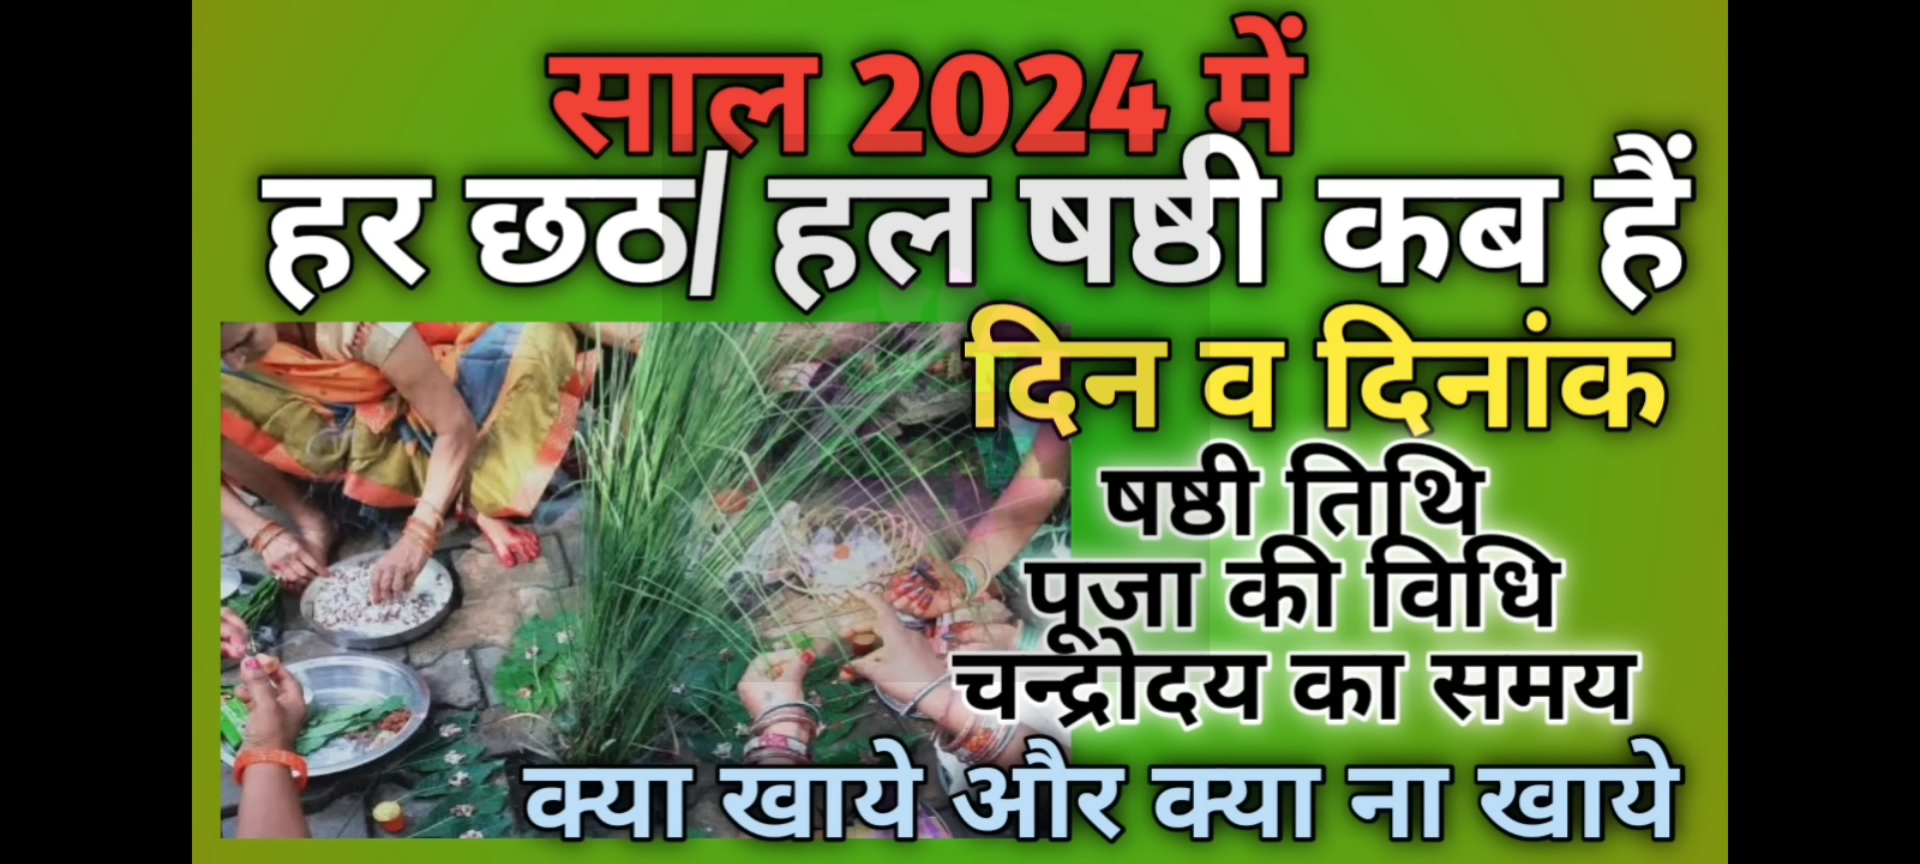 साल 2024 में
हर छठ/ हल षष्ठी कब हैं
दिन व दिनांक
षष्ठी तिथि
पूजा की विधि
चन्द्रोदय का समय
क्या खाये और क्या ना खाये